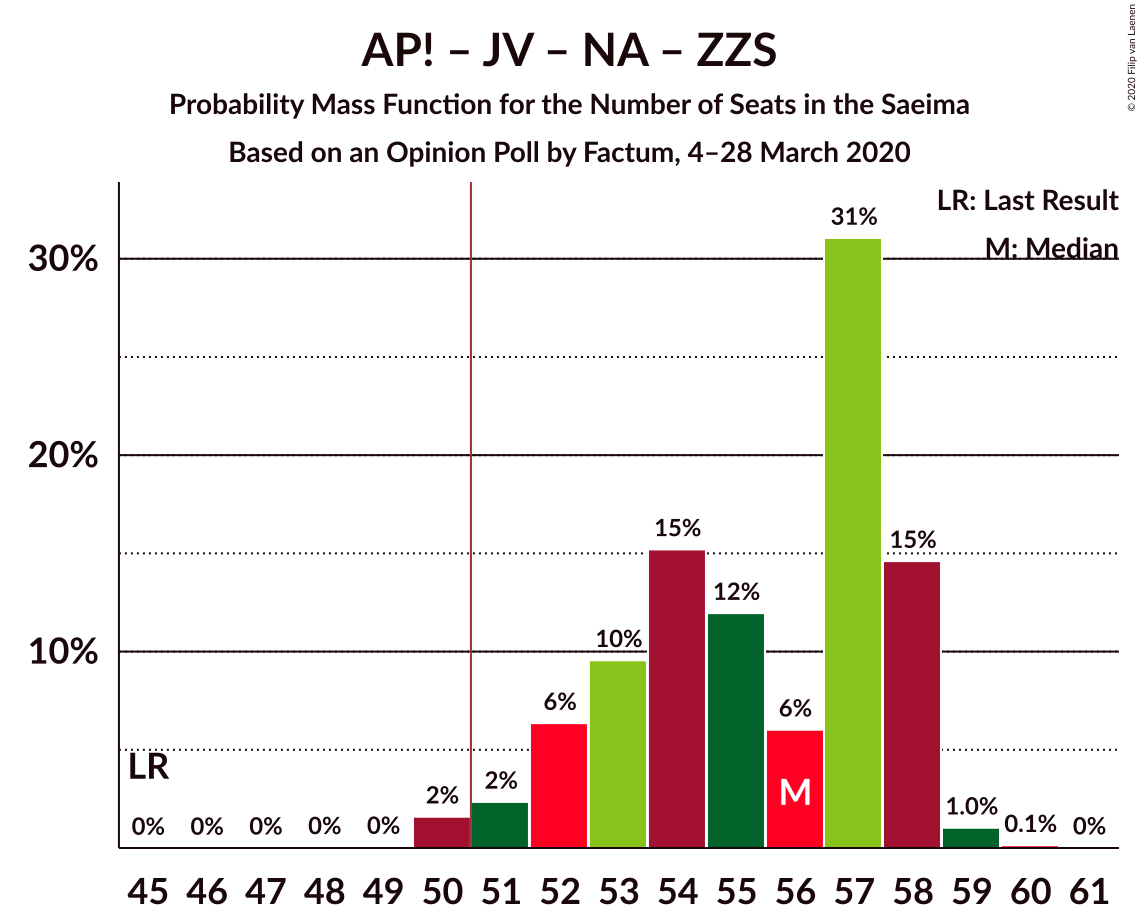 AP! – JV – NA – ZZS
Probability Mass Function for the Number of Seats in the Saeima
Based on an Opinion Poll by Factum, 4–28 March 2020
© 2020 Filip van Laenen
LR: Last Result
M: Median
30%
20%
10%
LR
0% 0% 0% 0% 0% 2% 2% 6% 10% 15% 12% 6% 31% 15% 1.0% 0.1% 0%
M
45 46 47 48 49 50 51 52 53 54 55 56 57 58 59 60 61